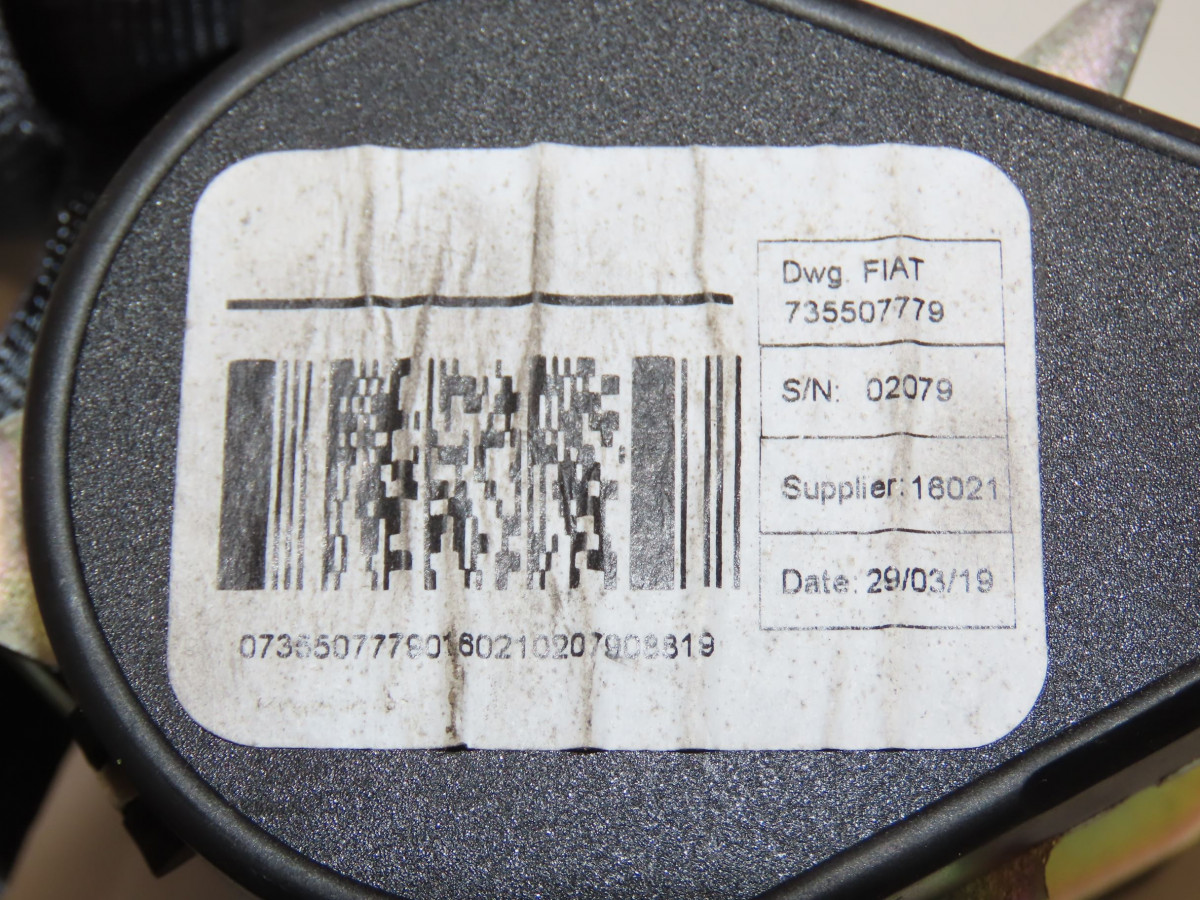 Dwg. FIAT
735507779
S/N: 02079
Supplier: 16021
Date: 29/03/19
07355077790160210207908819